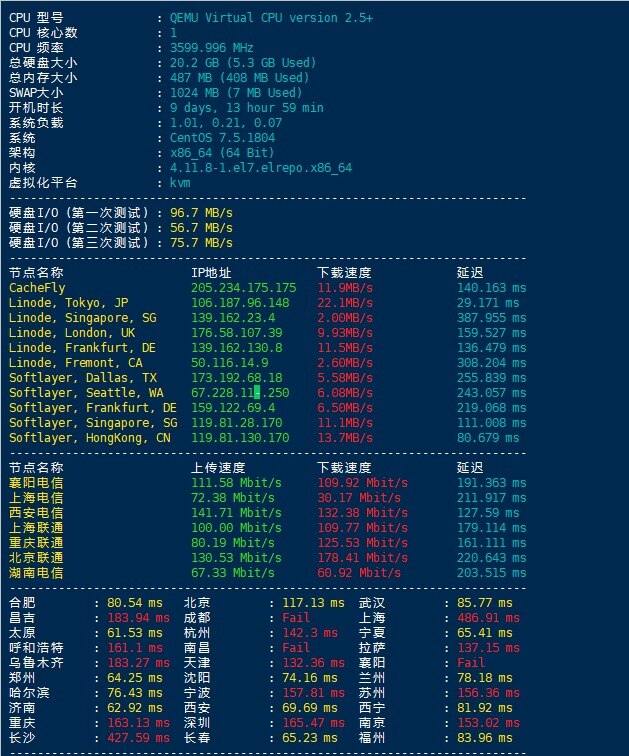 CPU 型号 : QEMU Virtual CPU version 2.5+
CPU 核心数 : 1
CPU 频率 : 3599.996 MHz
总硬盘大小 : 20.2 GB (5.3 GB Used)
总内存大小 : 487 MB (408 MB Used)
SWAP大小 : 1024 MB (7 MB Used)
开机时长 : 9 days, 13 hour 59 min
系统负载 : 1.01, 0.21, 0.07
系统 : CentOS 7.5.1804
架构 : x86_64 (64 Bit)
内核 : 4.11.8-1.el7.elrepo.x86_64
虚拟化平台 : kvm
----------------------------------------------------------------------
硬盘I/O (第一次测试) : 96.7 MB/s
硬盘I/O (第二次测试) : 56.7 MB/s
硬盘I/O (第三次测试) : 75.7 MB/s
----------------------------------------------------------------------
节点名称 IP地址 下载速度 延迟
CacheFly 205.234.175.175 11.9MB/s 140.163 ms
Linode, Tokyo, JP 106.187.96.148 22.1MB/s 29.171 ms
Linode, Singapore, SG 139.162.23.4 2.00MB/s 387.955 ms
Linode, London, UK 176.58.107.39 9.93MB/s 159.527 ms
Linode, Frankfurt, DE 139.162.130.8 11.5MB/s 136.479 ms
Linode, Fremont, CA 50.116.14.9 2.60MB/s 308.204 ms
Softlayer, Dallas, TX 173.192.68.18 5.58MB/s 255.839 ms
Softlayer, Seattle, WA 6.08MB/s 243.057 ms
Softlayer, Frankfurt, DE 159.122.69.4 6.50MB/s 219.068 ms
Softlayer, Singapore, SG 119.81.28.170 11.1MB/s 111.008 ms
Softlayer, HongKong, CN 119.81.130.170 13.7MB/s 80.679 ms
----------------------------------------------------------------------
节点名称 上传速度 下载速度 延迟
襄阳电信 111.58 Mbit/s 109.92 Mbit/s 191.363 ms
上海电信 72.38 Mbit/s 30.17 Mbit/s 211.917 ms
西安电信 141.71 Mbit/s 132.38 Mbit/s 127.59 ms
上海联通 100.00 Mbit/s 109.77 Mbit/s 179.114 ms
重庆联通 80.19 Mbit/s 125.53 Mbit/s 161.111 ms
北京联通 130.53 Mbit/s 178.41 Mbit/s 220.643 ms
湖南电信 67.33 Mbit/s 60.92 Mbit/s 203.515 ms
----------------------------------------------------------------------
合肥 : 80.54 ms 北京 : 117.13 ms 武汉 : 85.77 ms
昌吉 : 183.94 ms 成都 : Fail 上海 : 486.91 ms
太原 : 61.53 ms 杭州 : 142.3 ms 宁夏 : 65.41 ms
呼和浩特 : 161.1 ms 南昌 : Fail 拉萨 : 137.15 ms
乌鲁木齐 : 183.27 ms 天津 : 132.36 ms 襄阳 : Fail
郑州 : 64.25 ms 沈阳 : 74.16 ms 兰州 : 78.18 ms
哈尔滨 : 76.43 ms 宁波 : 157.81 ms 苏州 : 156.36 ms
济南 : 62.92 ms 西安 : 69.69 ms 西宁 : 81.92 ms
重庆 : 163.13 ms 深圳 : 165.47 ms 南京 : 153.02 ms
长沙 : 427.59 ms 长春 : 65.23 ms 福州 : 83.96 ms
----------------------------------------------------------------------